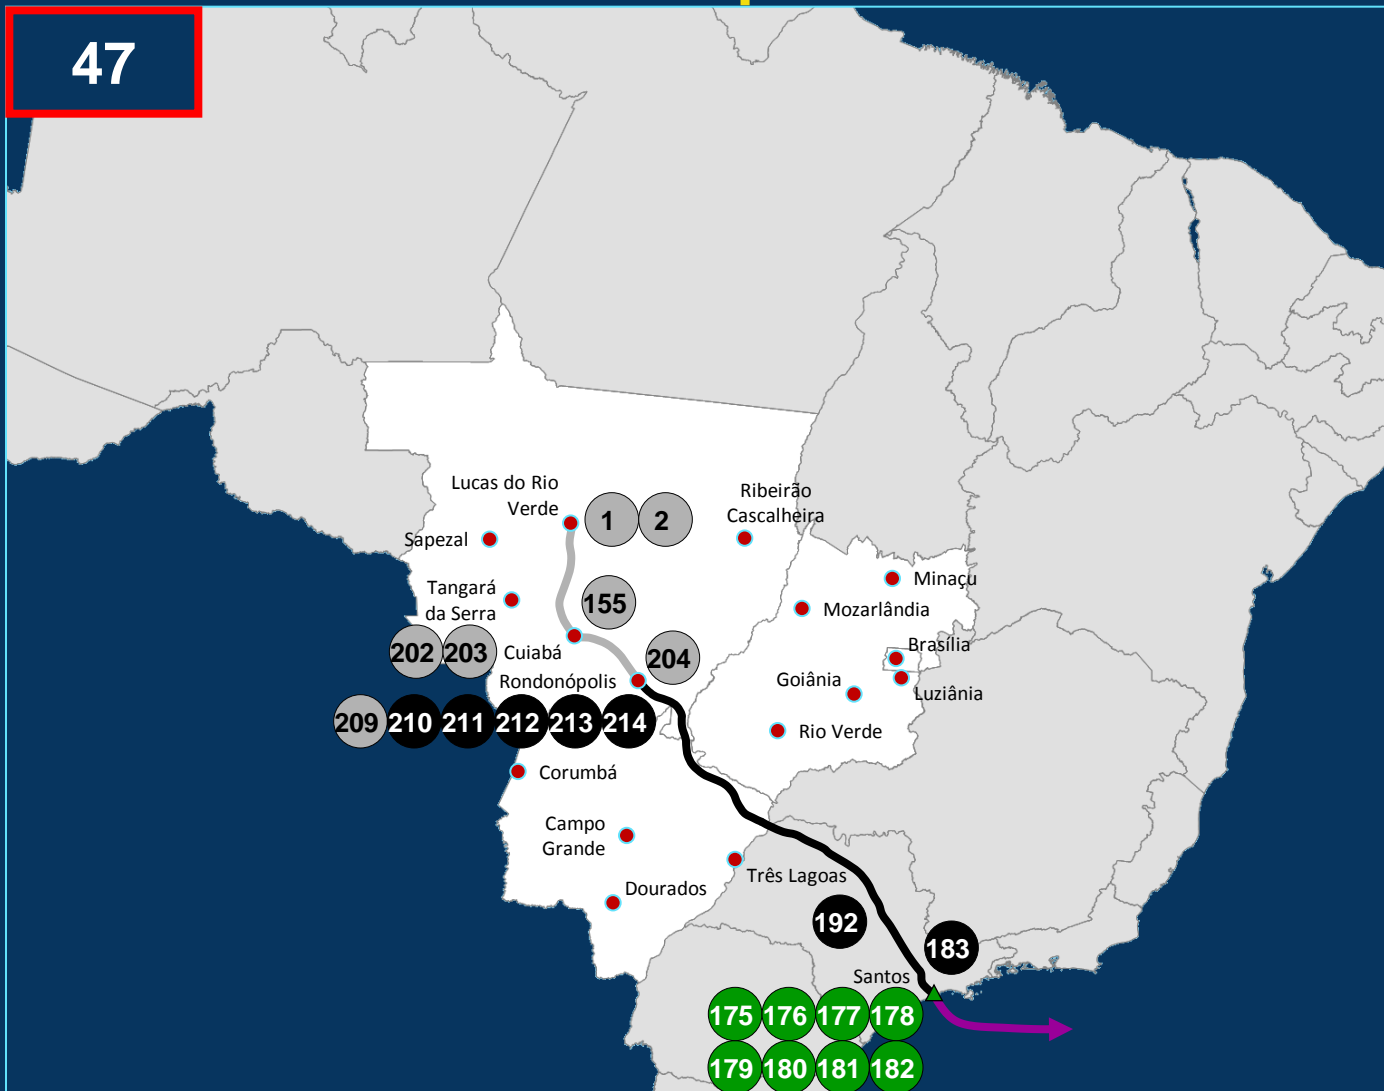 47
Lucas do Rio
Verde
1 2
Ribeirão
Cascalheira
Sapezal
Minaçu
Tangará
da Serra
155
Mozarlândia
202 203
Cuiabá
204
Brasília
Rondonópolis
Goiânia
Luziânia
209 210 211 212 213 214
Rio Verde
Corumbá
Campo
Grande
Três Lagoas
Dourados
192
183
Santos
175 176 177 178
179 180 181 182